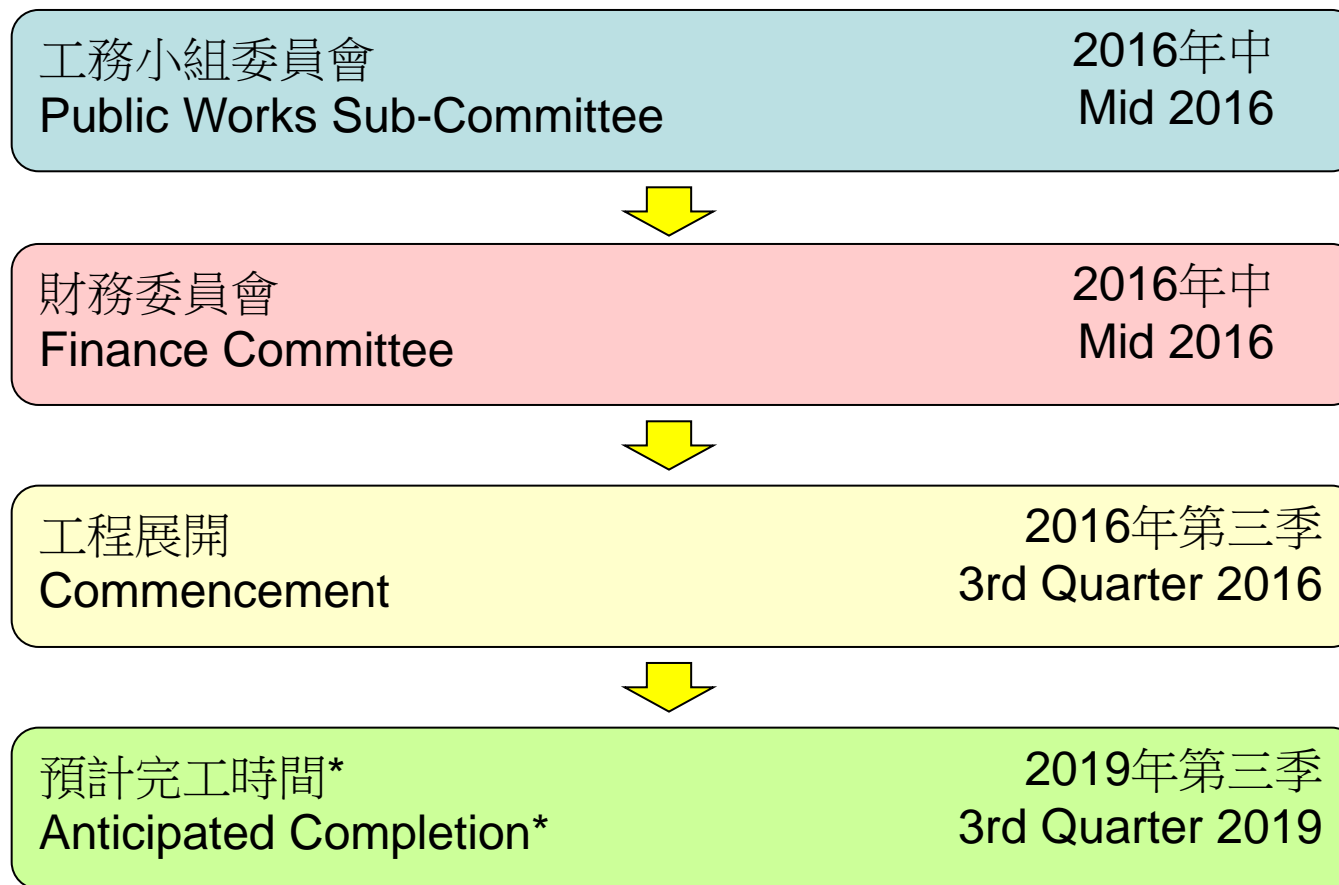 工務小組委員會
2016年中
Public Works Sub-Committee
Mid 2016
財務委員會
2016年中
Finance Committee
Mid 2016
工程展開
2016年第三季
Commencement
3rd Quarter 2016
預計完工時間*
2019年第三季
Anticipated Completion*
3rd Quarter 2019